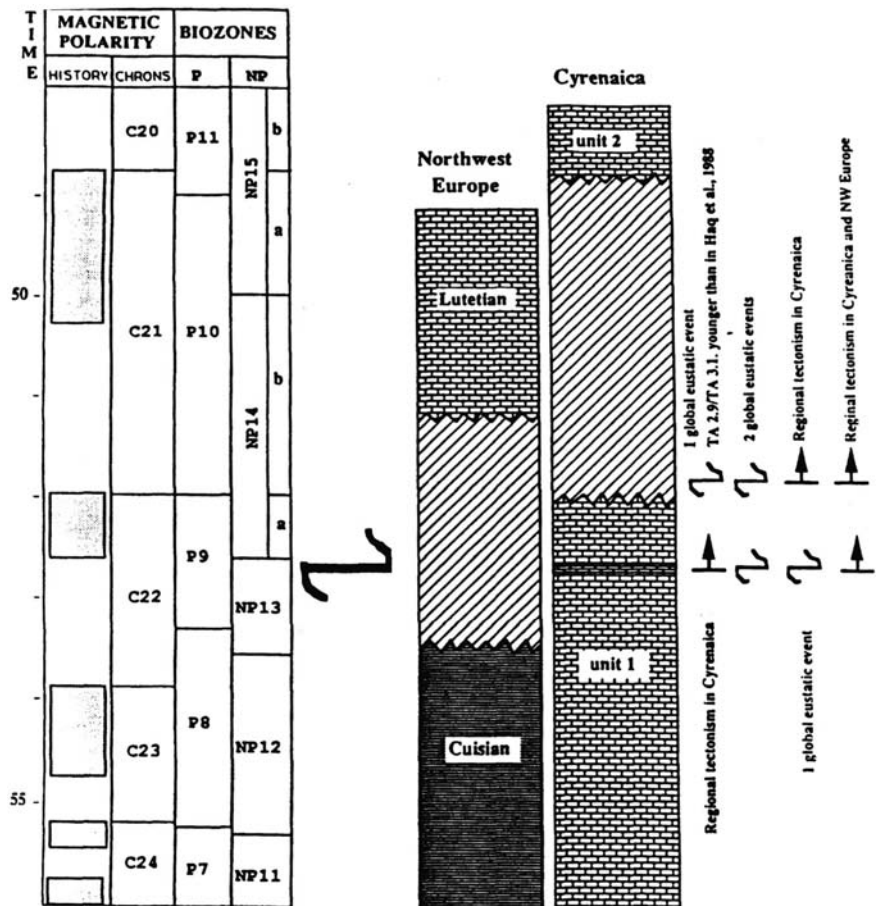 TIME
MAGNETIC POLARITY
BIOZONES
HISTORY
CHRONS
P
NP
C20
C21
C22
C23
C24
P11
P10
P9
P8
P7
NP15
b
a
NP14
b
a
NP13
NP12
NP11
50
55
Northwest
Europe
Lutetian
Cuisian
Cyrenaica
unit 2
unit 1
1 global eustatic event
TA 2.9/TA 3.1. younger than in Haq et al., 1988
2 global eustatic events
Regional tectonism in Cyrenaica
Reginal tectonism in Cyreanica and NW Europe
Regional tectonism in Cyrenaica
1 global eustatic event